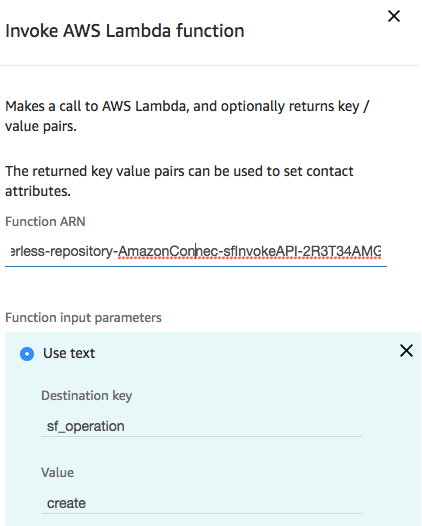 Invoke AWS Lambda function
Makes a call to AWS Lambda, and optionally returns key /
value pairs.
The returned key value pairs can be used to set contact
attributes.
Function ARN
erless-repository-AmazonConnec-sfInvokeAPI-2R3T34AMG
Function input parameters
Use text
Destination key
sf_operation
Value
create